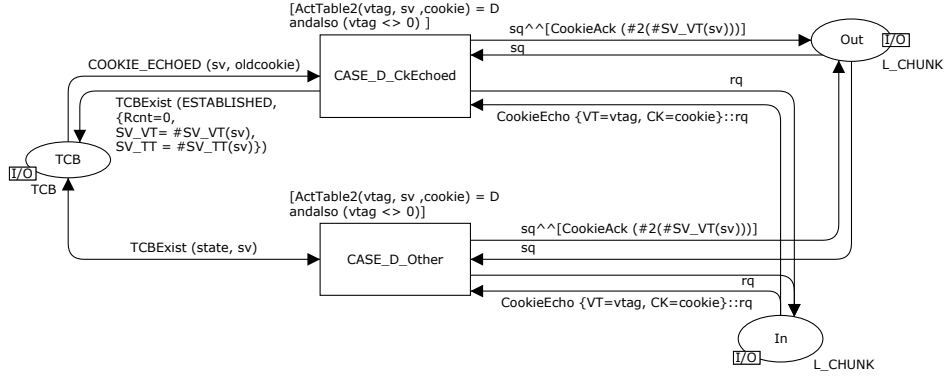 [ActTable2(vtag, sv ,cookie) = D
andalso (vtag <> 0) ]
sq^^[CookieAck (#2(#SV_VT(sv)))]
Out
I/O
sq
L_CHUNK
COOKIE_ECHOED (sv, oldcookie)
CASE_D_CkEchoed
rq
TCBExist (ESTABLISHED,
{Rcnt=0,
SV_VT= #SV_VT(sv),
SV_TT = #SV_TT(sv)})
CookieEcho {VT=vtag, CK=cookie}::rq
TCB
I/O
TCB
[ActTable2(vtag, sv ,cookie) = D
andalso (vtag <> 0)]
sq^^[CookieAck (#2(#SV_VT(sv)))]
TCBExist (state, sv)
sq
CASE_D_Other
rq
CookieEcho {VT=vtag, CK=cookie}::rq
In
I/O
L_CHUNK